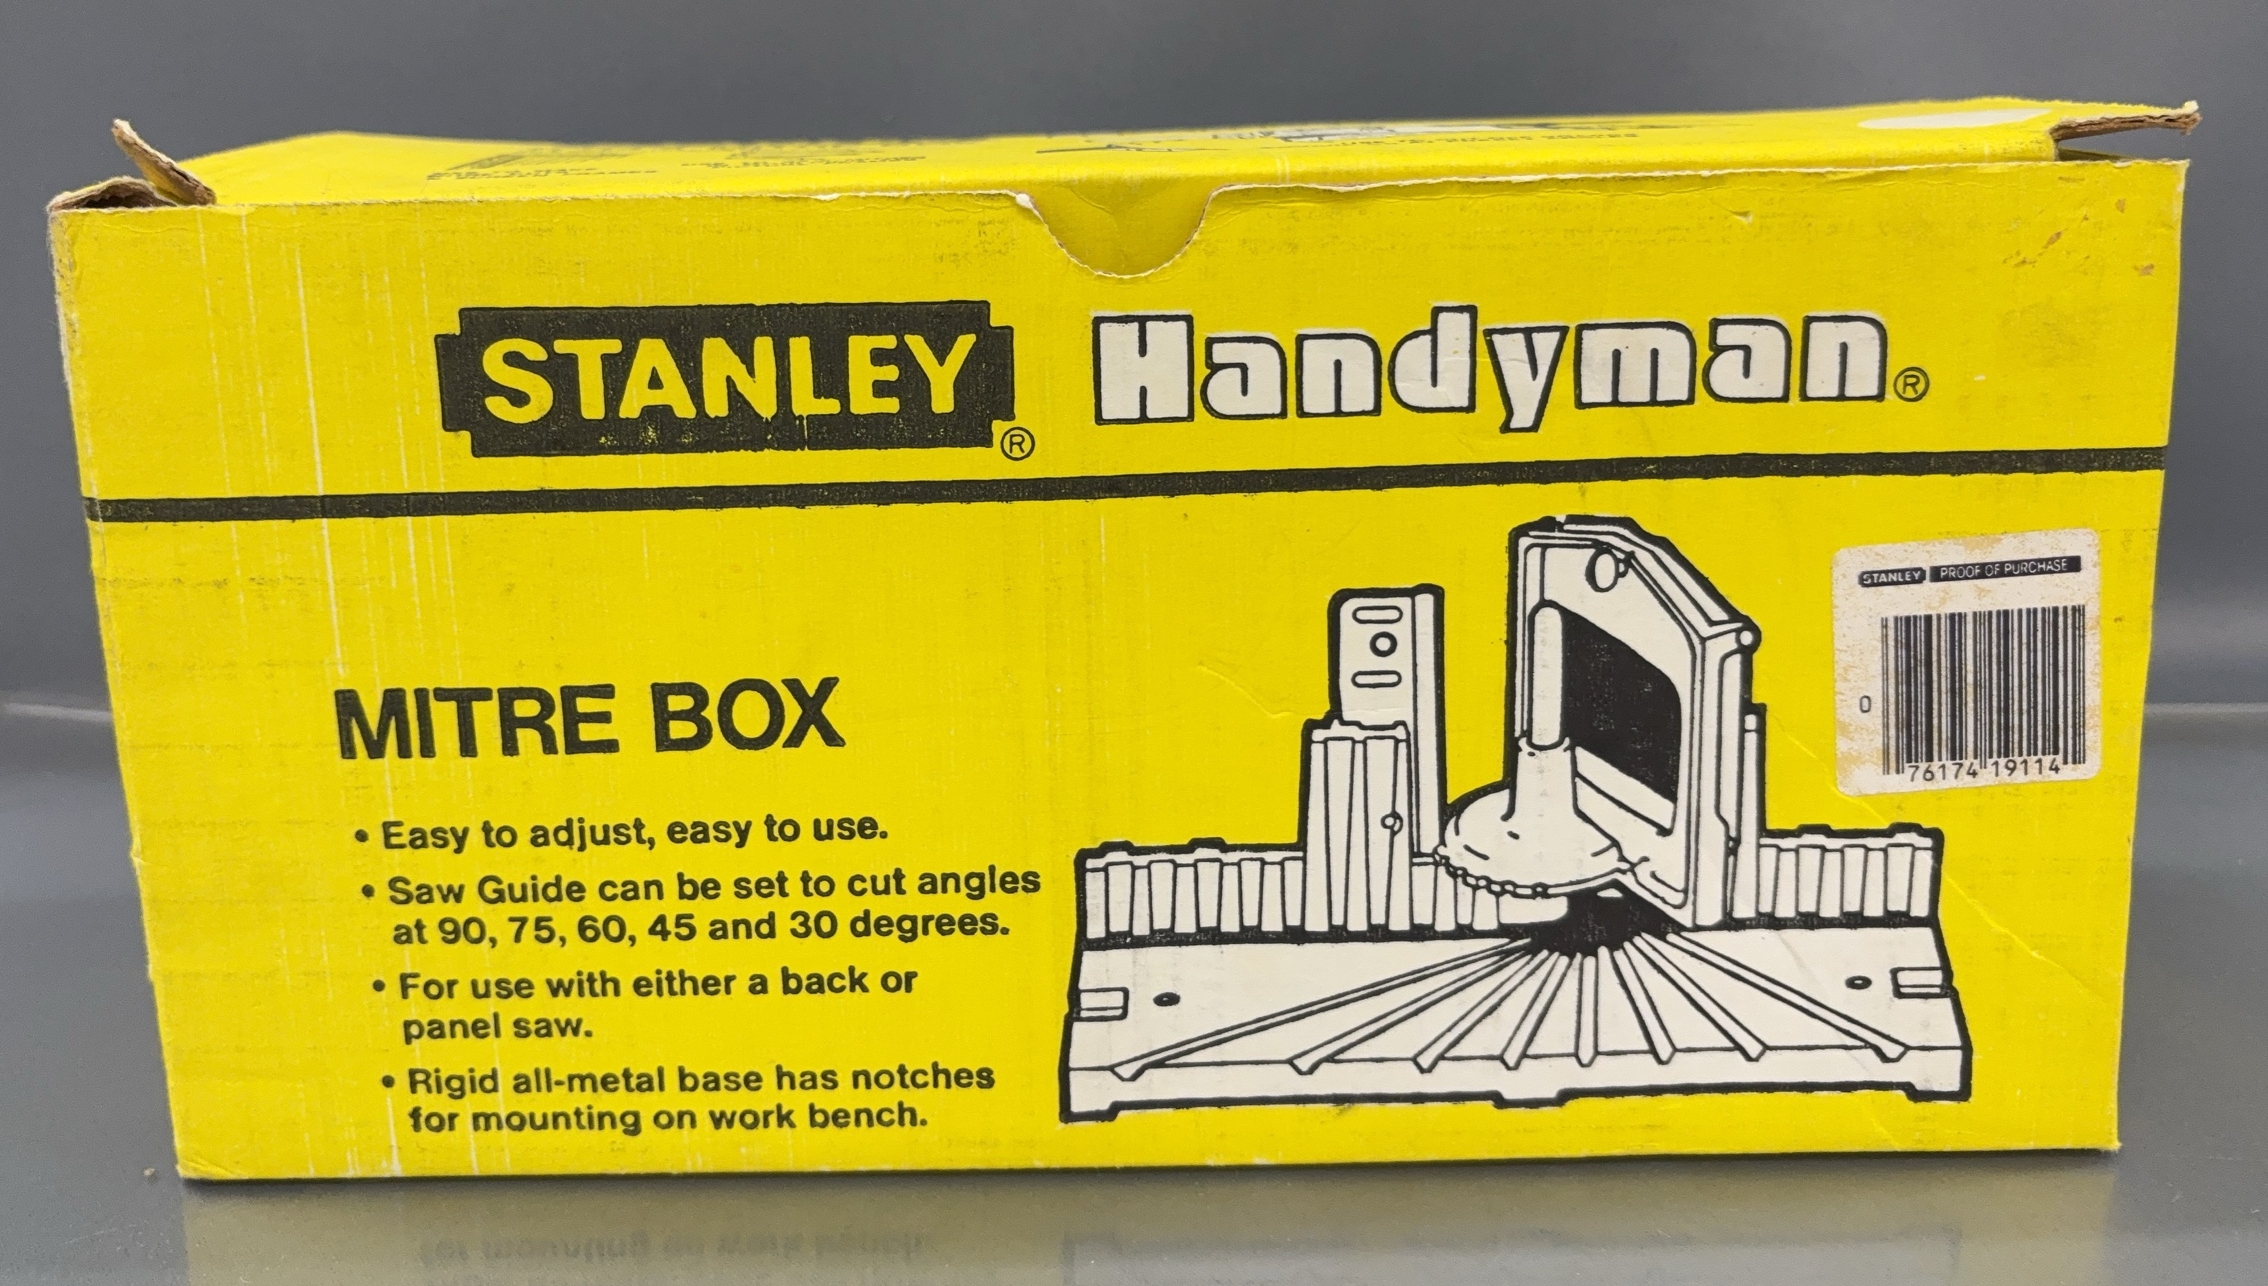 STANLEY® Handyman®
STANLEY PROOF OF PURCHASE
0 76174 19114
MITRE BOX
• Easy to adjust, easy to use.
• Saw Guide can be set to cut angles
at 90, 75, 60, 45 and 30 degrees.
• For use with either a back or
panel saw.
• Rigid all-metal base has notches
for mounting on work bench.